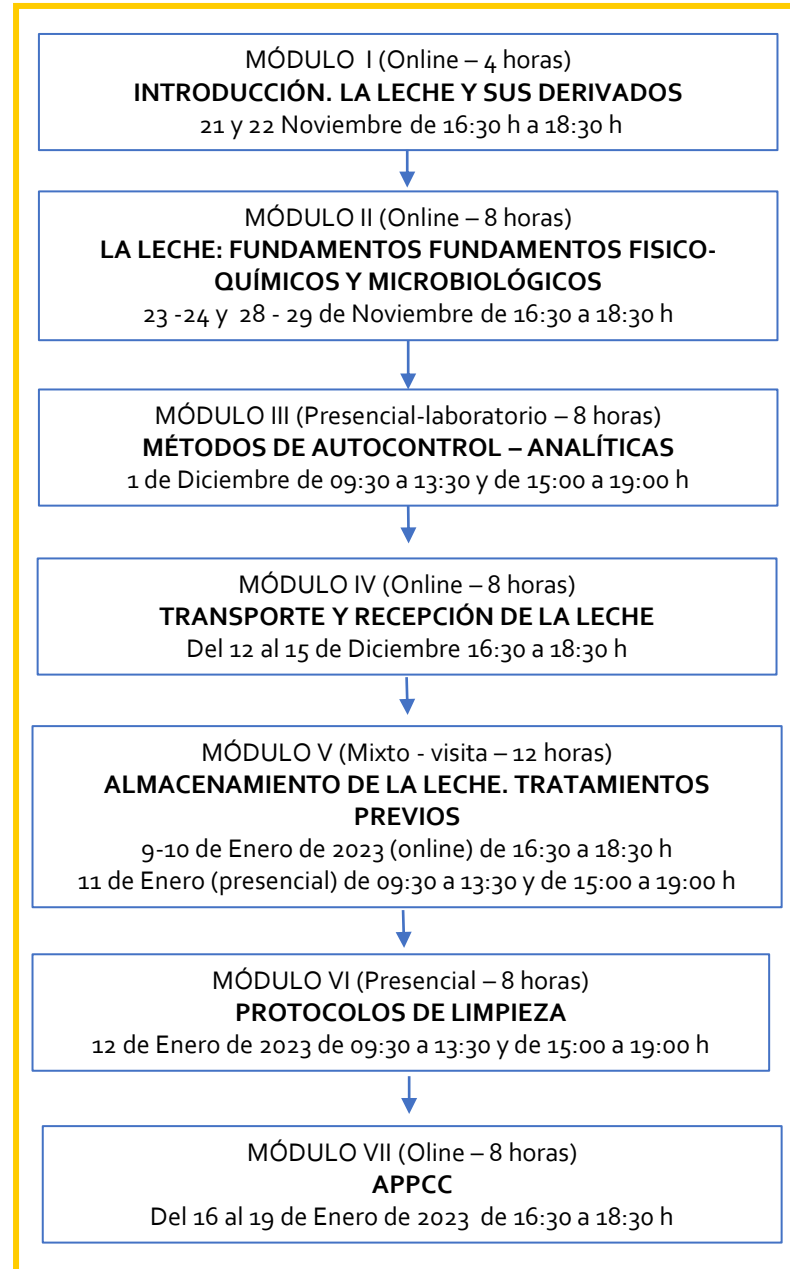 MÓDULO I (Online – 4 horas)
INTRODUCCIÓN. LA LECHE Y SUS DERIVADOS
21 y 22 Noviembre de 16:30 h a 18:30 h
MÓDULO II (Online – 8 horas)
LA LECHE: FUNDAMENTOS FUNDAMENTOS FISICO-
QUÍMICOS Y MICROBIOLÓGICOS
23 -24 y 28 - 29 de Noviembre de 16:30 a 18:30 h
MÓDULO III (Presencial-laboratorio – 8 horas)
MÉTODOS DE AUTOCONTROL – ANALÍTICAS
1 de Diciembre de 09:30 a 13:30 y de 15:00 a 19:00 h
MÓDULO IV (Online – 8 horas)
TRANSPORTE Y RECEPCIÓN DE LA LECHE
Del 12 al 15 de Diciembre 16:30 a 18:30 h
MÓDULO V (Mixto - visita – 12 horas)
ALMACENAMIENTO DE LA LECHE. TRATAMIENTOS
PREVIOS
9-10 de Enero de 2023 (online) de 16:30 a 18:30 h
11 de Enero (presencial) de 09:30 a 13:30 y de 15:00 a 19:00 h
MÓDULO VI (Presencial – 8 horas)
PROTOCOLOS DE LIMPIEZA
12 de Enero de 2023 de 09:30 a 13:30 y de 15:00 a 19:00 h
MÓDULO VII (Oline – 8 horas)
APPCC
Del 16 al 19 de Enero de 2023 de 16:30 a 18:30 h